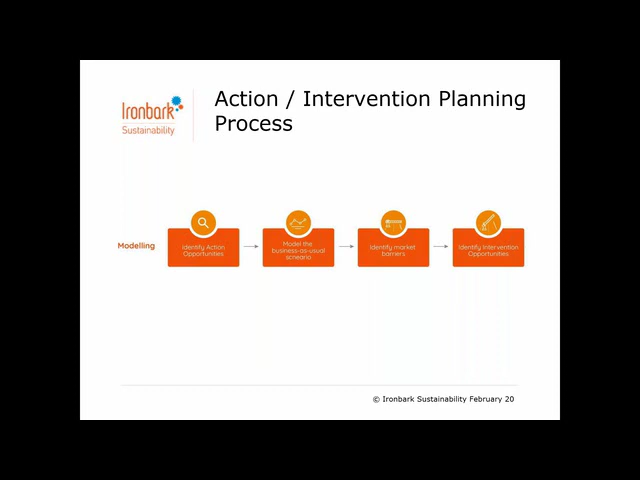 Ironbark
Sustainability
Action / Intervention Planning
Process
Modelling
Identify Action
Opportunities
Model the
business-as-usual
scneario
Identify market
barriers
Identify Intervention
Opportunities
© Ironbark Sustainability February 20